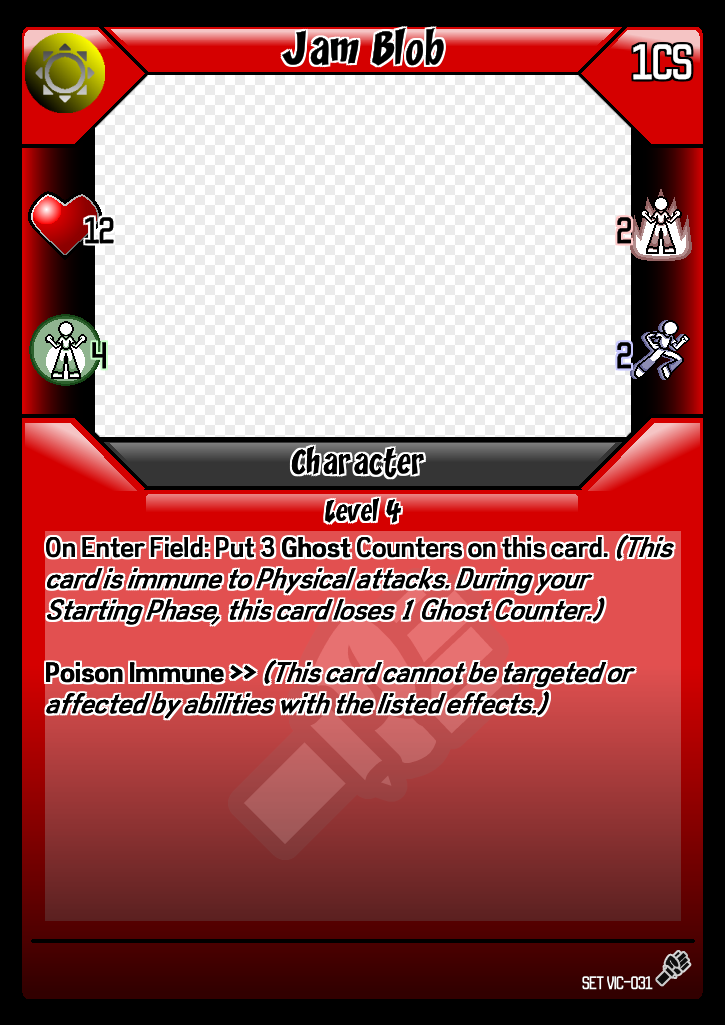 Jam Blob
1CS
12
2
4
2
Character
Level 4
On Enter Field: Put 3 Ghost Counters on this card. (This
card is immune to Physical attacks. During your
Starting Phase, this card loses 1 Ghost Counter.)
Poison Immune >> (This card cannot be targeted or
affected by abilities with the listed effects.)
SET VIC-031